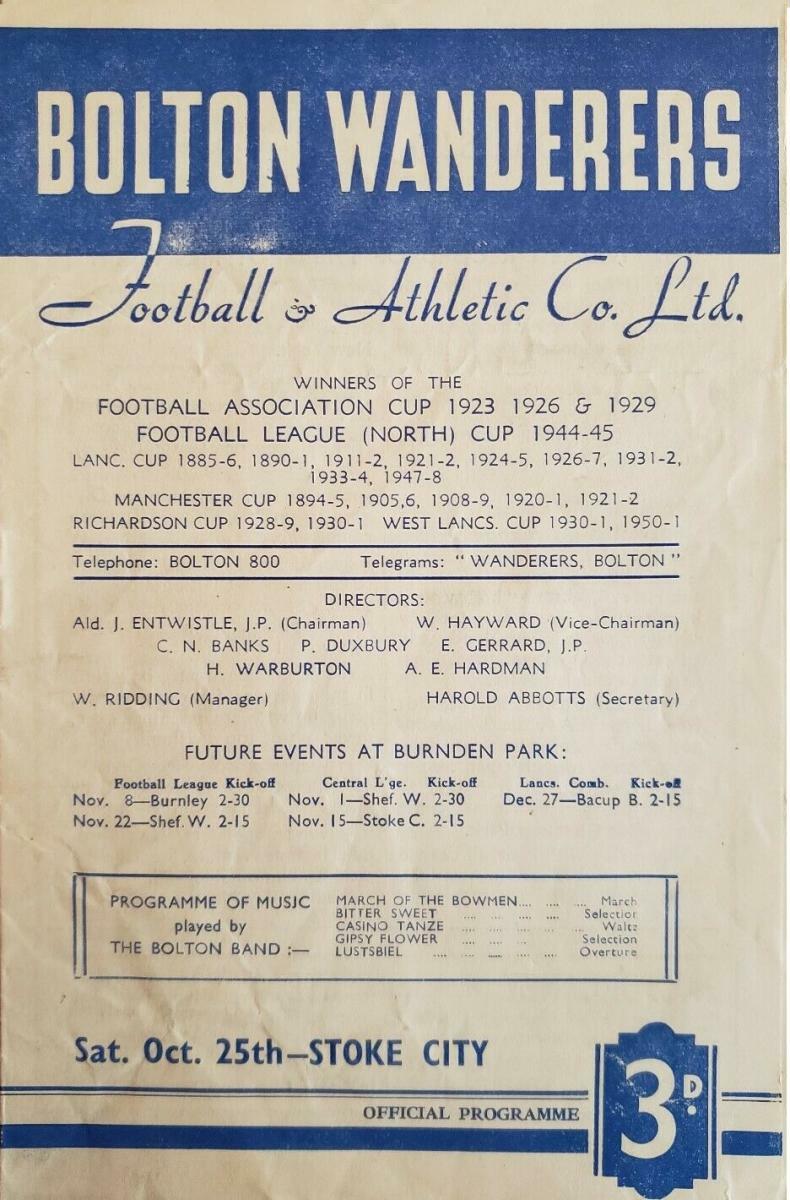 BOLTON WANDERERS
Football & Athletic Co. Ltd.
WINNERS OF THE
FOOTBALL ASSOCIATION CUP 1923 1926 & 1929
FOOTBALL LEAGUE (NORTH) CUP 1944-45
LANC. CUP 1885-6, 1890-1, 1911-2, 1921-2, 1924-5, 1926-7, 1931-2,
1933-4, 1947-8
MANCHESTER CUP 1894-5, 1905,6, 1908-9, 1920-1, 1921-2
RICHARDSON CUP 1928-9, 1930-1 WEST LANCS. CUP 1930-1, 1950-1
Telephone: BOLTON 800 Telegrams: "WANDERERS, BOLTON"
DIRECTORS:
Ald. J. ENTWISTLE, J.P. (Chairman) W. HAYWARD (Vice-Chairman)
C. N. BANKS P. DUXBURY E. GERRARD, J.P.
H. WARBURTON A. E. HARDMAN
W. RIDDING (Manager) HAROLD ABBOTTS (Secretary)
FUTURE EVENTS AT BURNDEN PARK:
Football League Kick-off Central L'ge. Kick-off Lancs. Comb. Kick-off
Nov. 8—Burnley 2-30 Nov. 1—Shef. W. 2-30 Dec. 27—Bacup B. 2-15
Nov. 22—Shef. W. 2-15 Nov. 15—Stoke C. 2-15
PROGRAMME OF MUSIC
played by
THE BOLTON BAND :—
MARCH OF THE BOWMEN.... .... .... March
BITTER SWEET .... .... .... .... Selection
CASINO TANZE .... .... .... .... ... Waltz
GIPSY FLOWER .... .... .... Selection
LUSTSBIEL .... .... .... .... .... Overture
Sat. Oct. 25th—STOKE CITY
OFFICIAL PROGRAMME
3D.